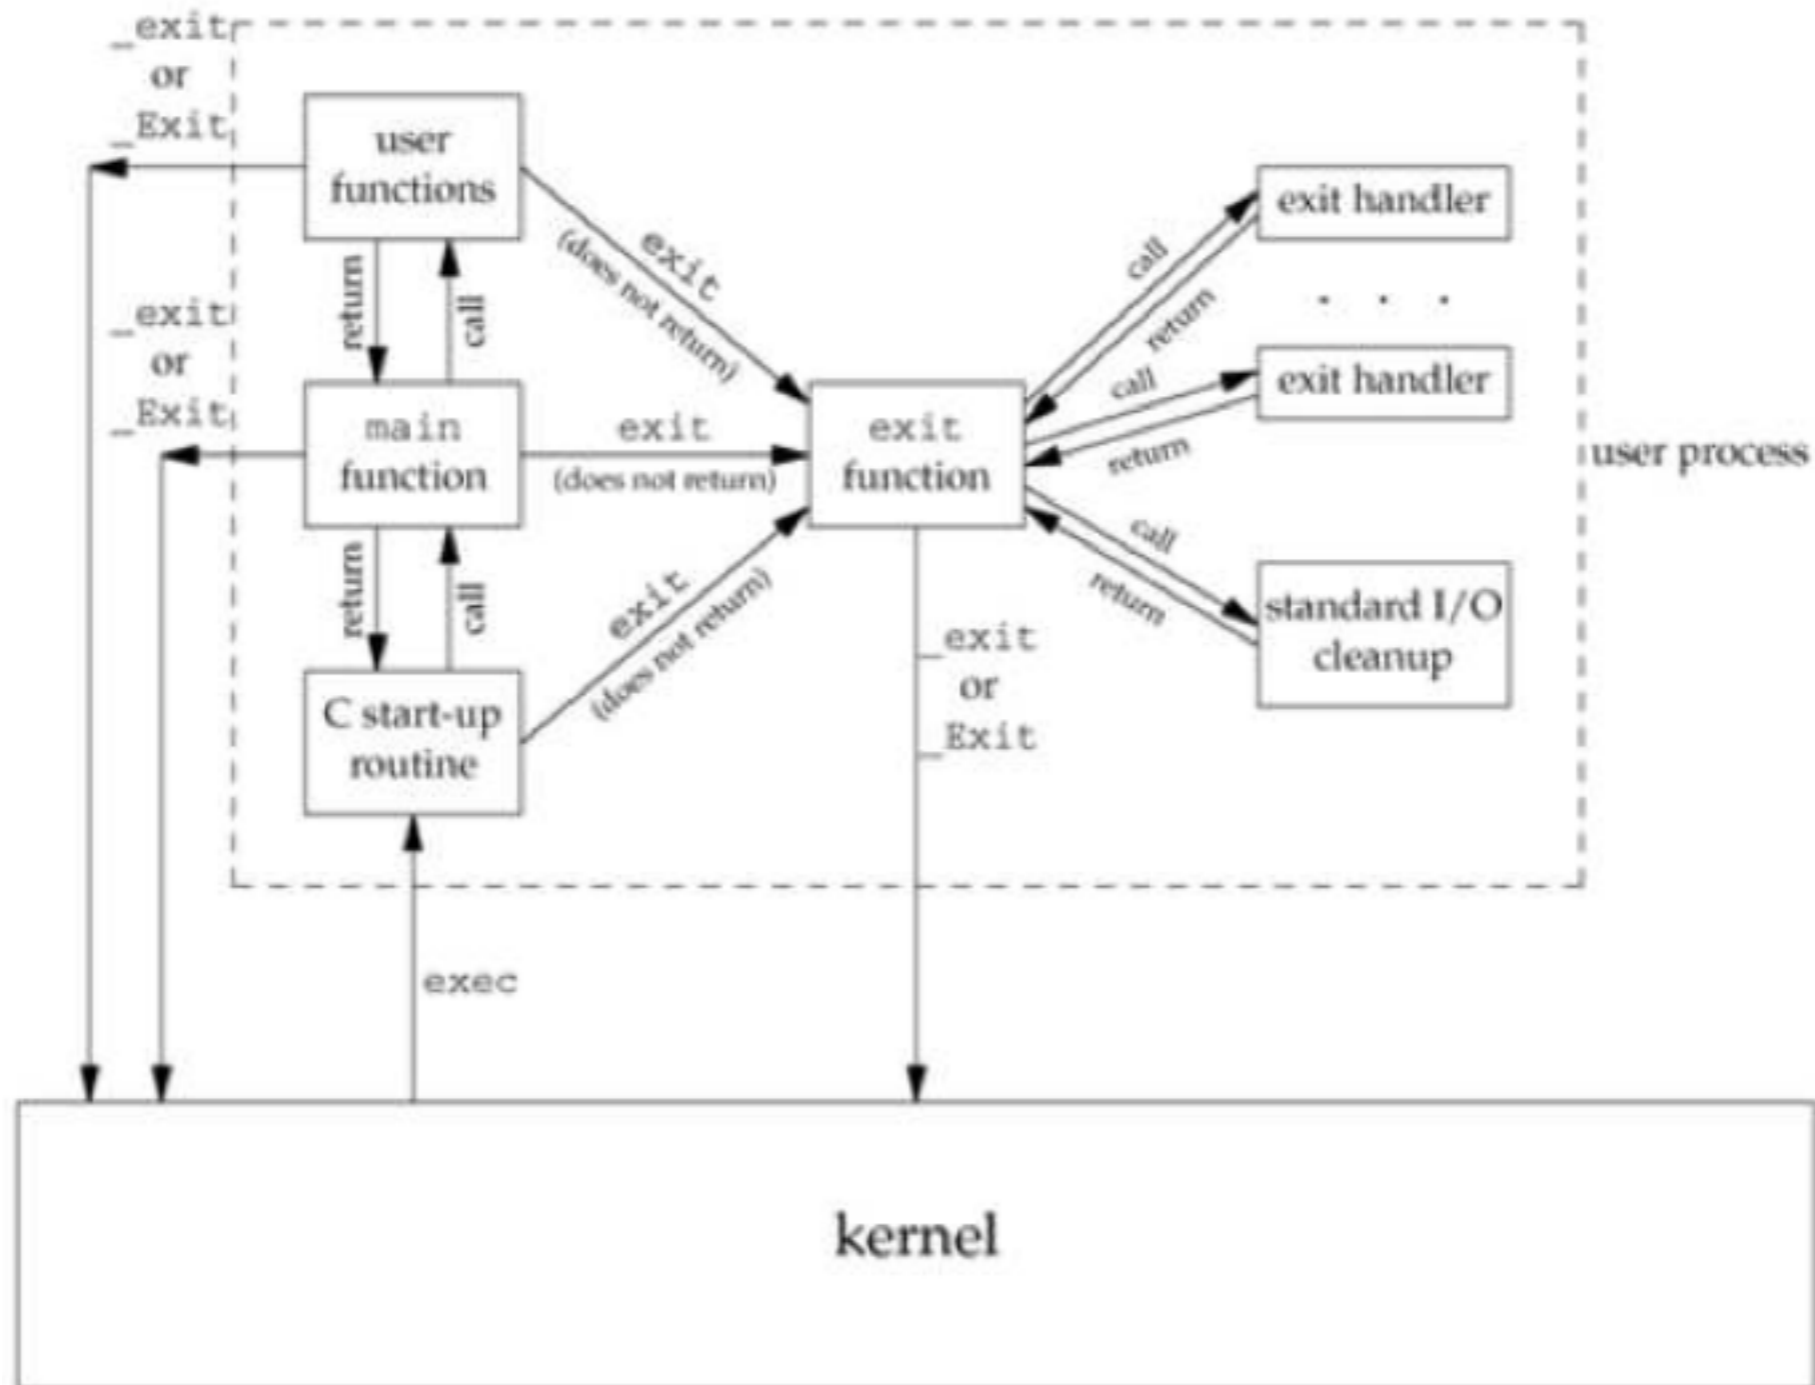 _exit
or
_Exit
user
functions
exit
(does not return)
call
return
exit handler
. . .
return
call
_exit
or
_Exit
call
return
exit handler
main
function
exit
(does not return)
exit
function
user process
return
call
exit
(does not return)
call
return
standard I/O
cleanup
_exit
or
_Exit
C start-up
routine
exec
kernel